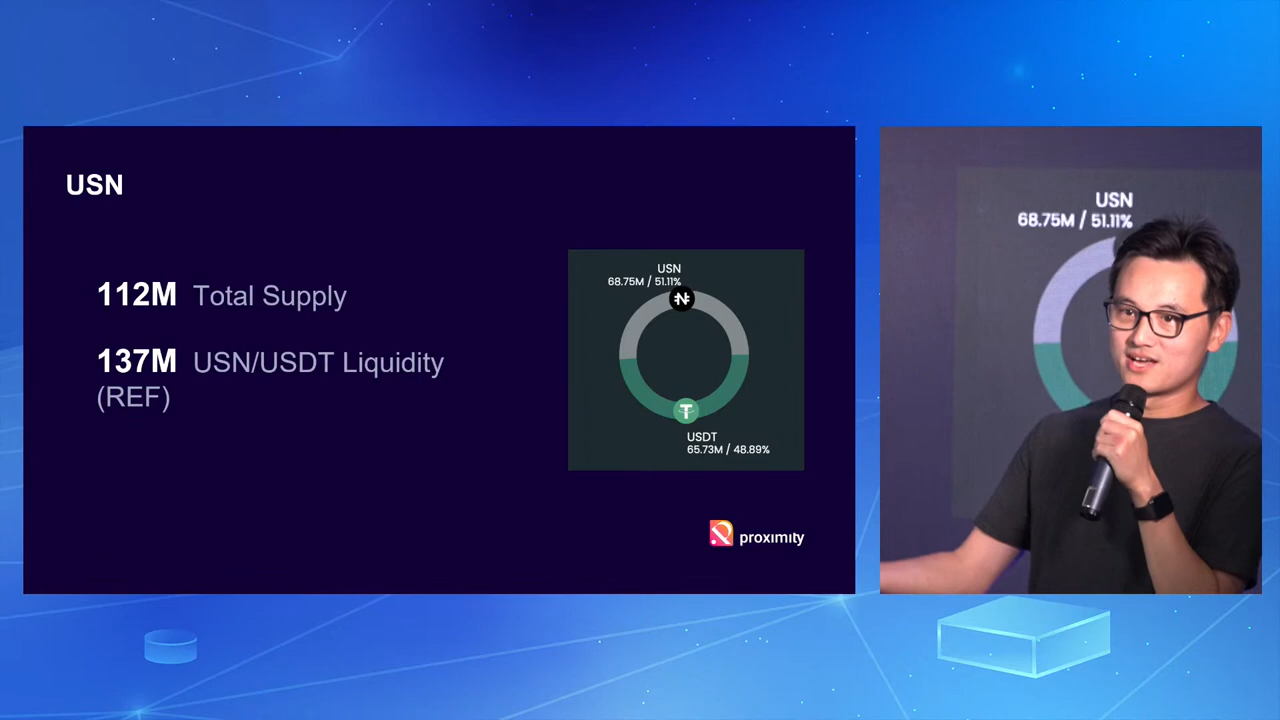 USN
112M Total Supply
137M USN/USDT Liquidity
(REF)
USN
68.75M / 51.11%
USDT
65.73M / 48.89%
proximity
USN
68.75M / 51.11%